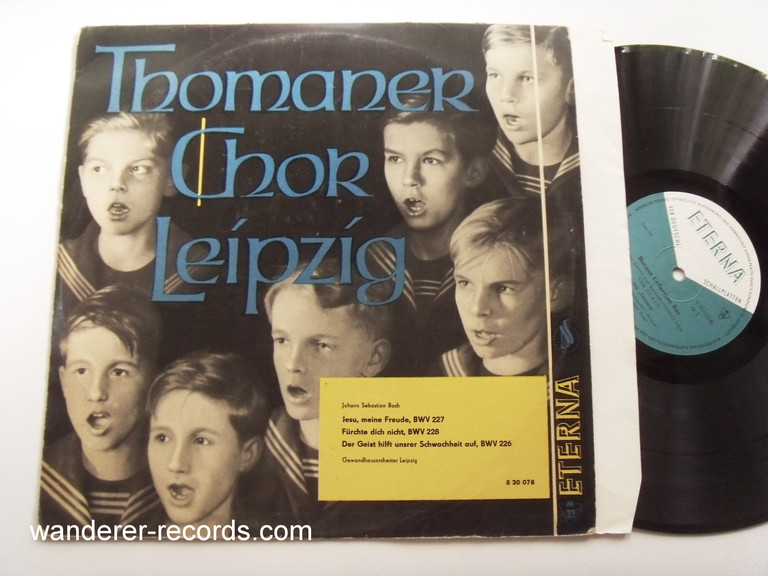 Thomaner
Chor
Leipzig
Johann Sebastian Bach
Jesu, meine Freude, BWV 227
Fürchte dich nicht, BWV 228
Der Geist hilft unsrer Schwachheit auf, BWV 226
Gewandhausorchester Leipzig
8 20 078
ETERNA
ETERNA
SCHALLPLATTEN
wanderer-records.com